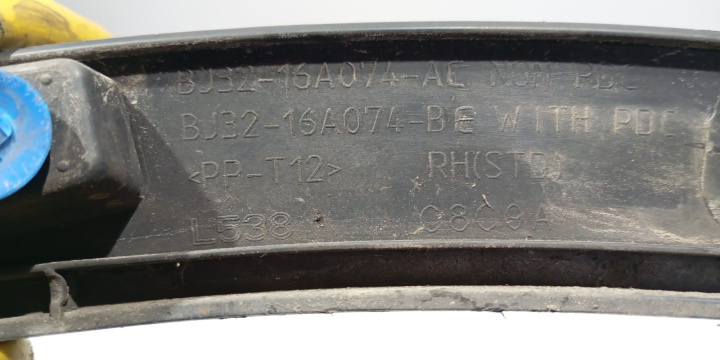 BJ32-16A074-AE NON-PDC
BJ32-16A074-BE WITH PDC
<PP-T12> RH(STD)
L538 C8C9A